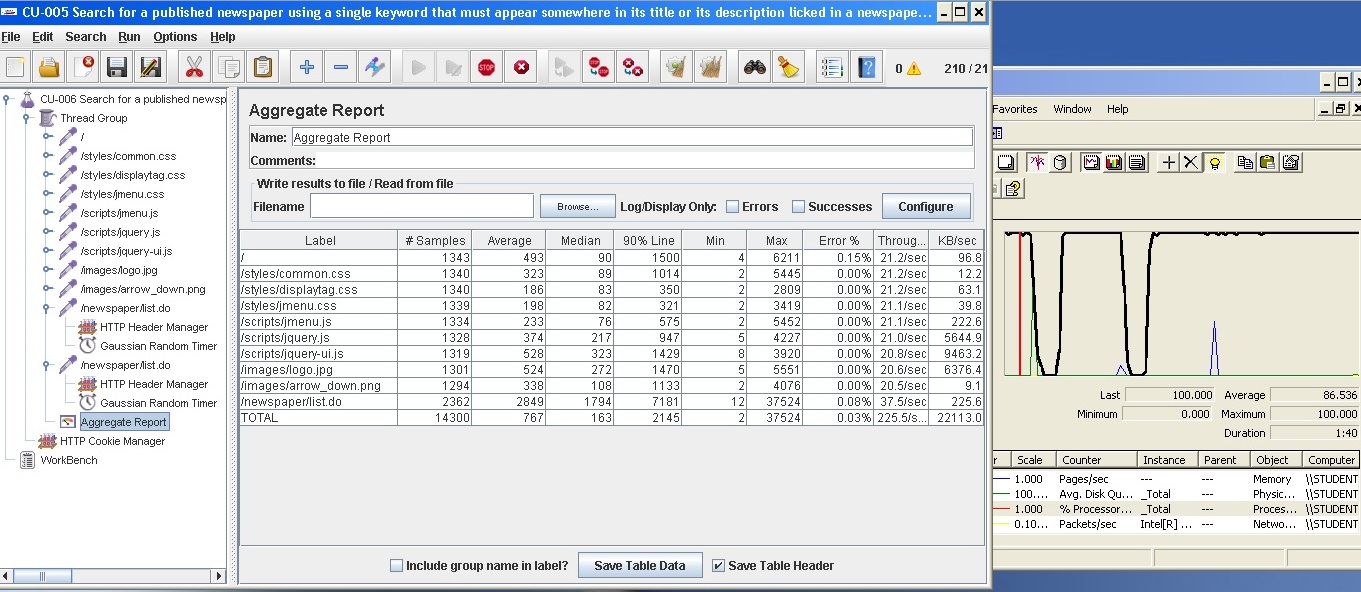 CU-005 Search for a published newspaper using a single keyword that must appear somewhere in its title or its description licked in a newspape...
File Edit Search Run Options Help
STOP
0 210 / 21
CU-006 Search for a published newsp
Thread Group
/
/styles/common.css
/styles/displaytag.css
/styles/jmenu.css
/scripts/jmenu.js
/scripts/jquery.js
/scripts/jquery-ui.js
/images/logo.jpg
/images/arrow_down.png
/newspaper/list.do
HTTP Header Manager
Gaussian Random Timer
/newspaper/list.do
HTTP Header Manager
Gaussian Random Timer
Aggregate Report
HTTP Cookie Manager
WorkBench
Aggregate Report
Name: Aggregate Report
Comments:
Write results to file / Read from file
Filename Browse... Log/Display Only: Errors Successes Configure
Label # Samples Average Median 90% Line Min Max Error % Throug... KB/sec
/ 1343 493 90 1500 4 6211 0.15% 21.2/sec 96.8
/styles/common.css 1340 323 89 1014 2 5445 0.00% 21.2/sec 12.2
/styles/displaytag.css 1340 186 83 350 2 2809 0.00% 21.2/sec 63.1
/styles/jmenu.css 1339 198 82 321 2 3419 0.00% 21.1/sec 39.8
/scripts/jmenu.js 1334 233 76 575 2 5452 0.00% 21.1/sec 222.6
/scripts/jquery.js 1328 374 217 947 5 4227 0.00% 21.0/sec 5644.9
/scripts/jquery-ui.js 1319 528 323 1429 8 3920 0.00% 20.8/sec 9463.2
/images/logo.jpg 1301 524 272 1470 5 5551 0.00% 20.6/sec 6376.4
/images/arrow_down.png 1294 338 108 1133 2 4076 0.00% 20.5/sec 9.1
/newspaper/list.do 2362 2849 1794 7181 12 37524 0.08% 37.5/sec 225.6
TOTAL 14300 767 163 2145 2 37524 0.03% 225.5/s... 22113.0
Include group name in label? Save Table Data Save Table Header
Favorites Window Help
Last 100.000 Average 86.536
Minimum 0.000 Maximum 100.000
Duration 1:40
r Scale Counter Instance Parent Object Computer
1.000 Pages/sec --- --- Memory \\STUDENT
100.... Avg. Disk Qu... _Total --- Physic... \\STUDENT
1.000 % Processor... _Total --- Proces... \\STUDENT
0.10... Packets/sec Intel[R] ... --- Netwo... \\STUDENT